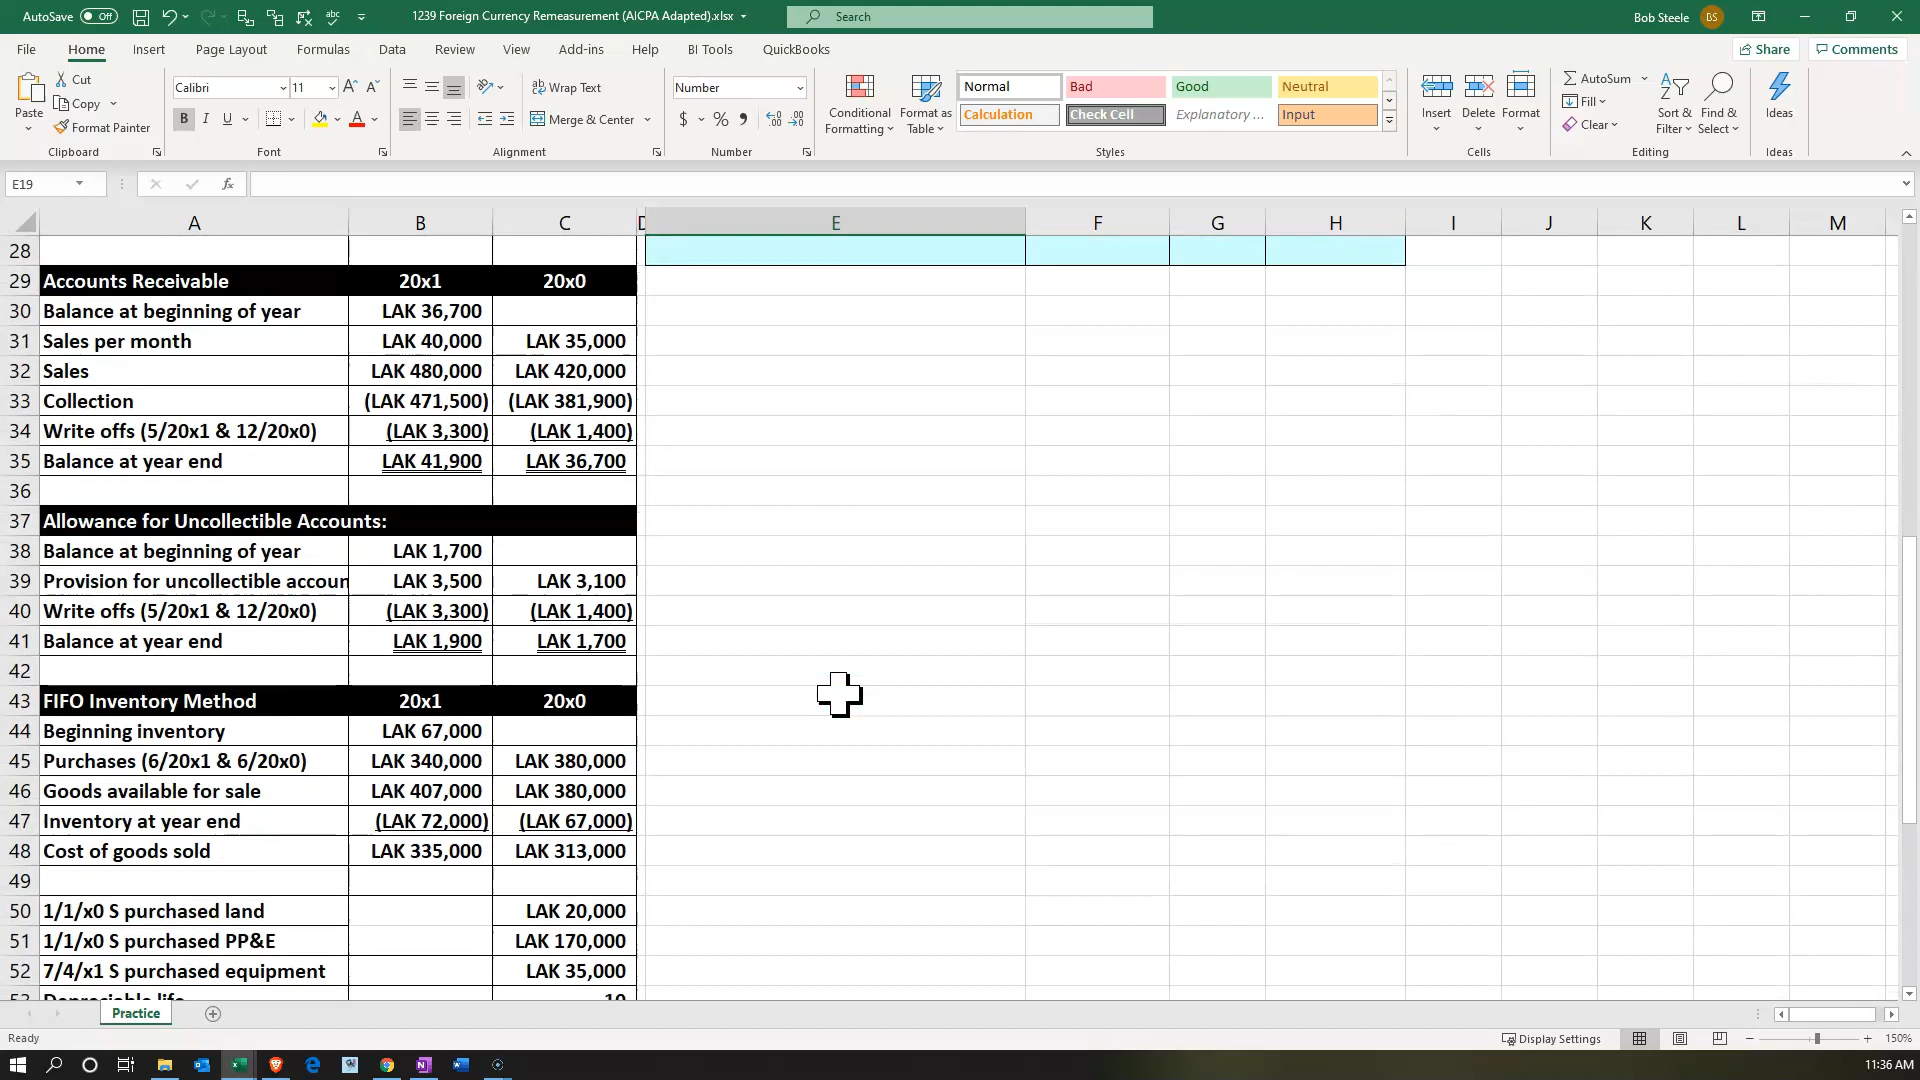 AutoSave Off 1239 Foreign Currency Remeasurement (AICPA Adapted).xlsx Search Bob Steele BS
File Home Insert Page Layout Formulas Data Review View Add-ins Help BI Tools QuickBooks Share Comments
Cut Calibri 11 Wrap Text Number Normal Bad Good Neutral AutoSum
Copy Fill
Paste Format Painter Merge & Center Conditional Formatting Format as Table Calculation Check Cell Explanatory ... Input Insert Delete Format Clear Sort & Filter Find & Select Ideas
Clipboard Font Alignment Number Styles Cells Editing Ideas
E19 fx
A B C D E F G H I J K L M
28
29 Accounts Receivable 20x1 20x0
30 Balance at beginning of year LAK 36,700
31 Sales per month LAK 40,000 LAK 35,000
32 Sales LAK 480,000 LAK 420,000
33 Collection (LAK 471,500) (LAK 381,900)
34 Write offs (5/20x1 & 12/20x0) (LAK 3,300) (LAK 1,400)
35 Balance at year end LAK 41,900 LAK 36,700
36
37 Allowance for Uncollectible Accounts:
38 Balance at beginning of year LAK 1,700
39 Provision for uncollectible accoun LAK 3,500 LAK 3,100
40 Write offs (5/20x1 & 12/20x0) (LAK 3,300) (LAK 1,400)
41 Balance at year end LAK 1,900 LAK 1,700
42
43 FIFO Inventory Method 20x1 20x0
44 Beginning inventory LAK 67,000
45 Purchases (6/20x1 & 6/20x0) LAK 340,000 LAK 380,000
46 Goods available for sale LAK 407,000 LAK 380,000
47 Inventory at year end (LAK 72,000) (LAK 67,000)
48 Cost of goods sold LAK 335,000 LAK 313,000
49
50 1/1/x0 S purchased land LAK 20,000
51 1/1/x0 S purchased PP&E LAK 170,000
52 7/4/x1 S purchased equipment LAK 35,000
53 Depreciable life 10
Practice
Ready Display Settings 150%
11:36 AM